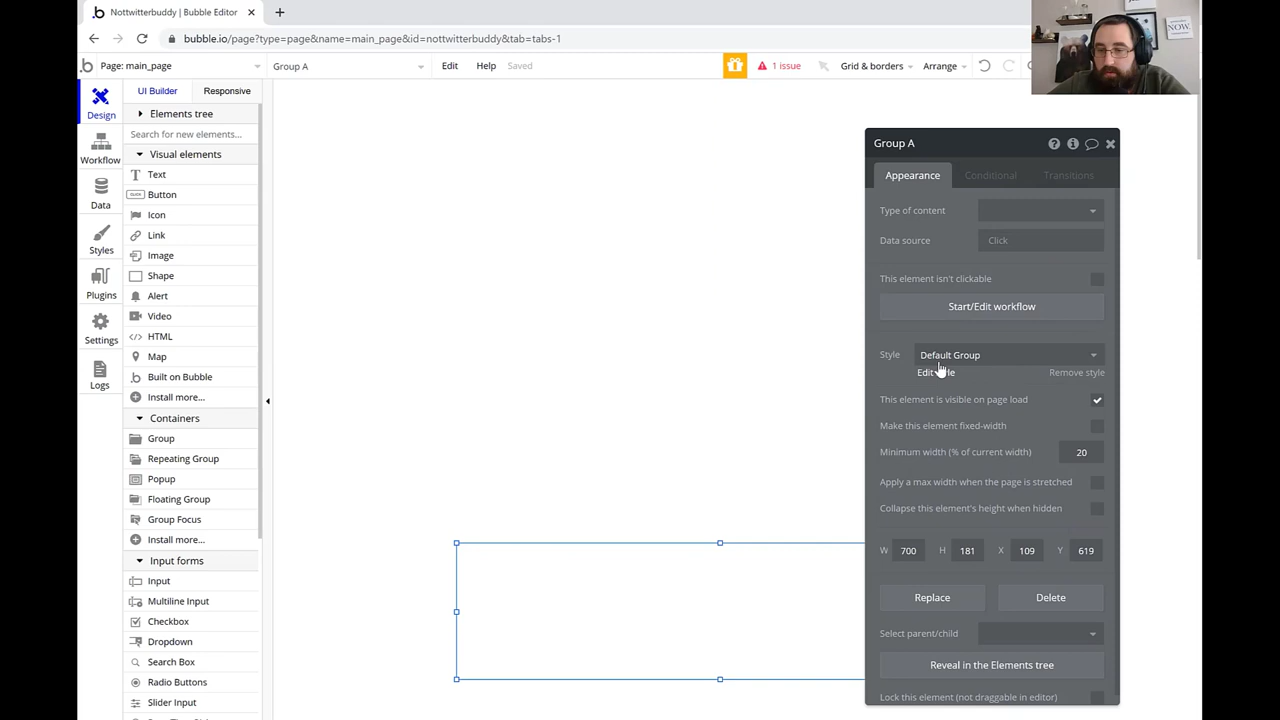 Nottwitterbuddy | Bubble Editor
bubble.io/page?type=page&name=main_page&id=nottwitter
&tab=tabs-1
Page: main_page
Group A
Edit
Help
Saved
1 issue
Grid & borders
Arrange
NOW.
Design
Workflow
Data
Styles
Plugins
Settings
Logs
UI Builder
Responsive
Elements tree
Search for new elements...
Visual elements
Text
CLICK
Button
Icon
Link
Image
Shape
Alert
Video
HTML
Map
Built on Bubble
Install more...
Containers
Group
Repeating Group
Popup
Floating Group
Group Focus
Install more...
Input forms
Input
Multiline Input
Checkbox
Dropdown
Search Box
Radio Buttons
Slider Input
Group A
Appearance
Conditional
Transitions
Type of content
Data source
Click
This element isn't clickable
Start/Edit workflow
Style
Default Group
Edit style
Remove style
This element is visible on page load
Make this element fixed-width
Minimum width (% of current width)
20
Apply a max width when the page is stretched
Collapse this element's height when hidden
W 700 H 181 X 109 Y 619
Replace
Delete
Select parent/child
Reveal in the Elements tree
Lock this element (not draggable in editor)